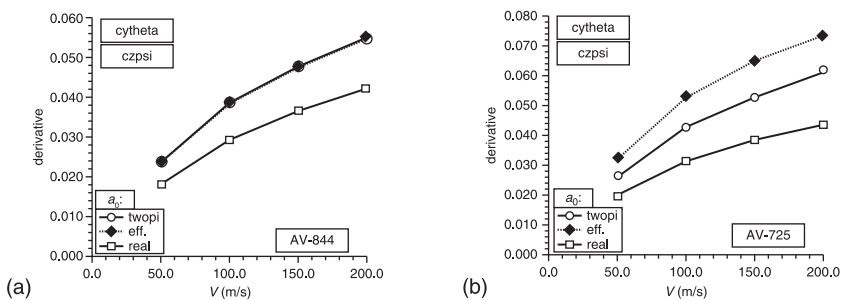 0.060
0.050
0.040
0.030
0.020
0.010
0.000
derivative
cytheta
czpsi
a0:
twopi
eff.
real
AV-844
0.0 50.0 100.0 150.0 200.0
V (m/s)
(a)
0.080
0.070
0.060
0.050
0.040
0.030
0.020
0.010
0.000
derivative
cytheta
czpsi
a0:
twopi
eff.
real
AV-725
0.0 50.0 100.0 150.0 200.0
V (m/s)
(b)